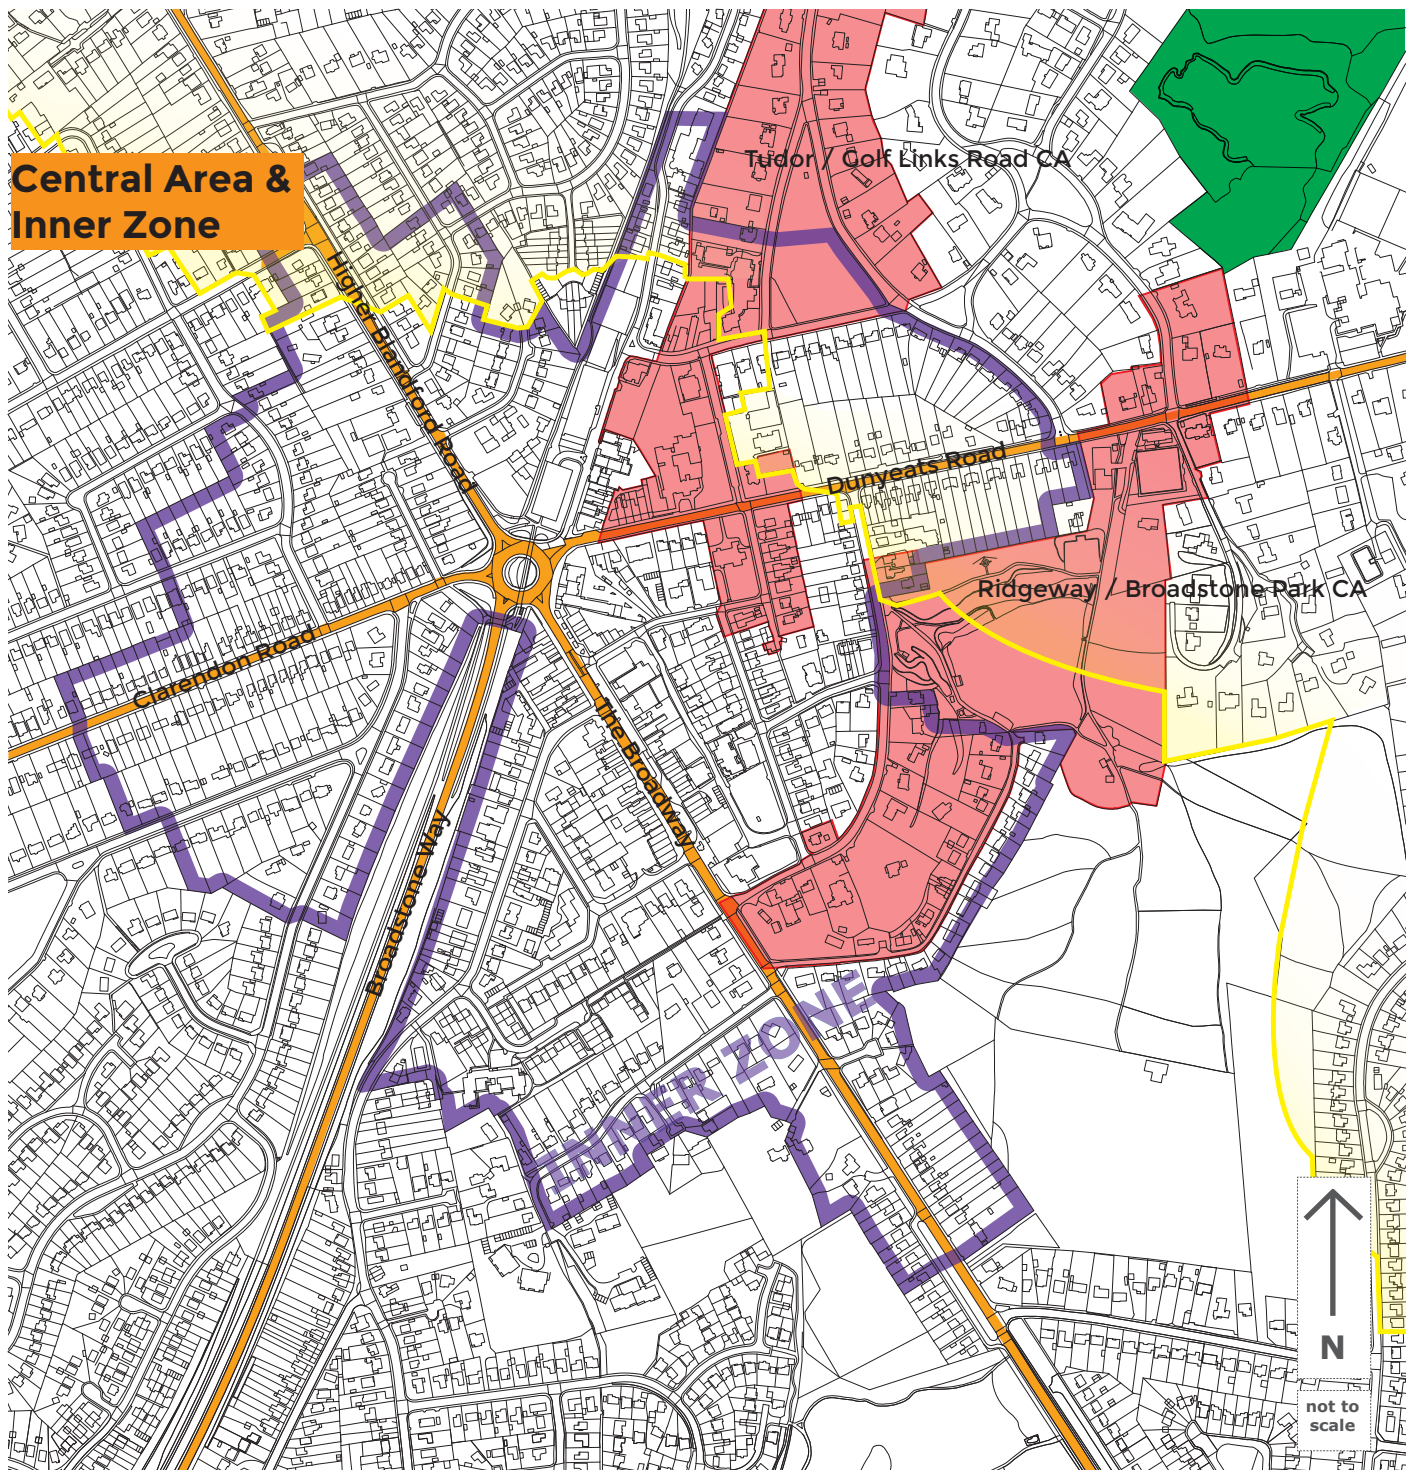 Tudor / Golf Links Road CA
Central Area &
Inner Zone
Higher Blandford Road
Dunyeats Road
Ridgeway / Broadstone Park CA
Clarendon Road
The Broadway
Broadstone Way
INNER ZONE
N
not to
scale